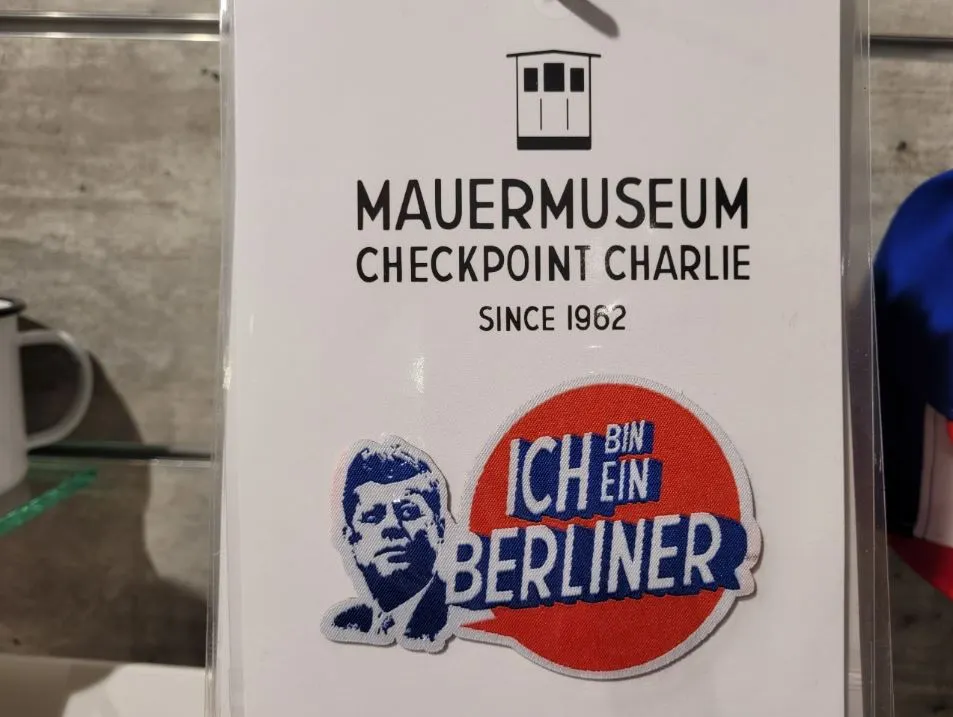 MAUERMUSEUM
CHECKPOINT CHARLIE
SINCE 1962
ICH BIN
EIN
BERLINER